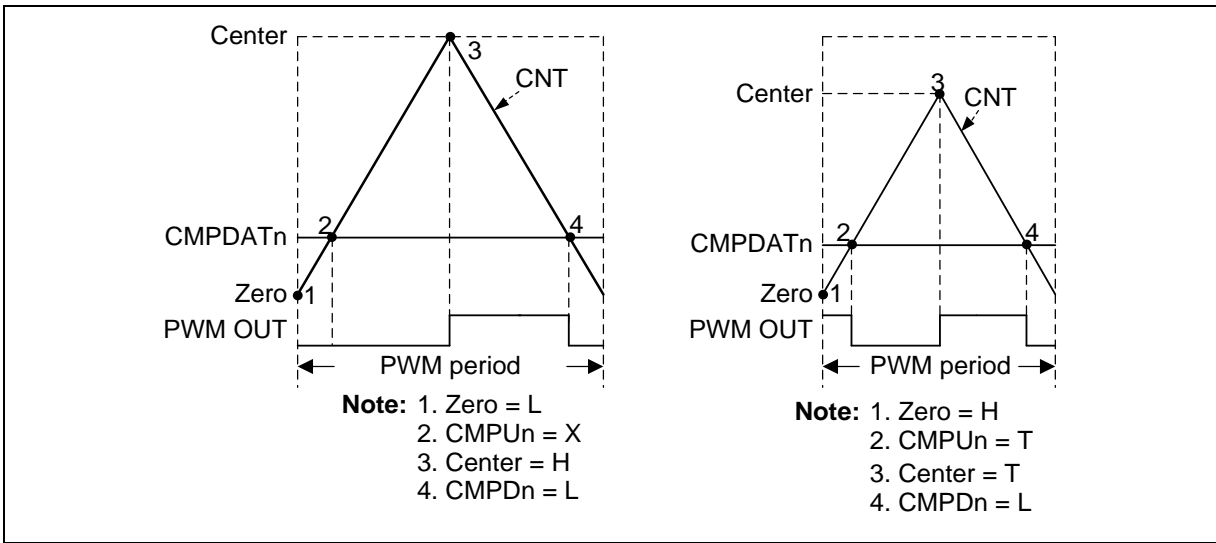 Center
3
CNT
2
4
CMPDATn
Zero
1
PWM OUT
PWM period
Note: 1. Zero = L
2. CMPUn = X
3. Center = H
4. CMPDn = L
Center
3
CNT
2
4
CMPDATn
Zero
1
PWM OUT
PWM period
Note: 1. Zero = H
2. CMPUn = T
3. Center = T
4. CMPDn = L